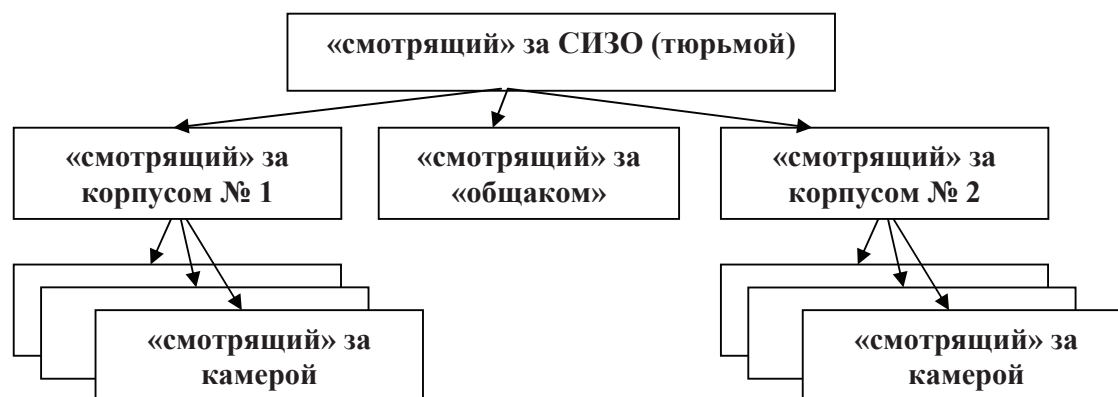 «смотрящий» за СИЗО (тюрьмой)
«смотрящий» за
корпусом № 1
«смотрящий» за
«общаком»
«смотрящий» за
корпусом № 2
«смотрящий» за
камерой
«смотрящий» за
камерой